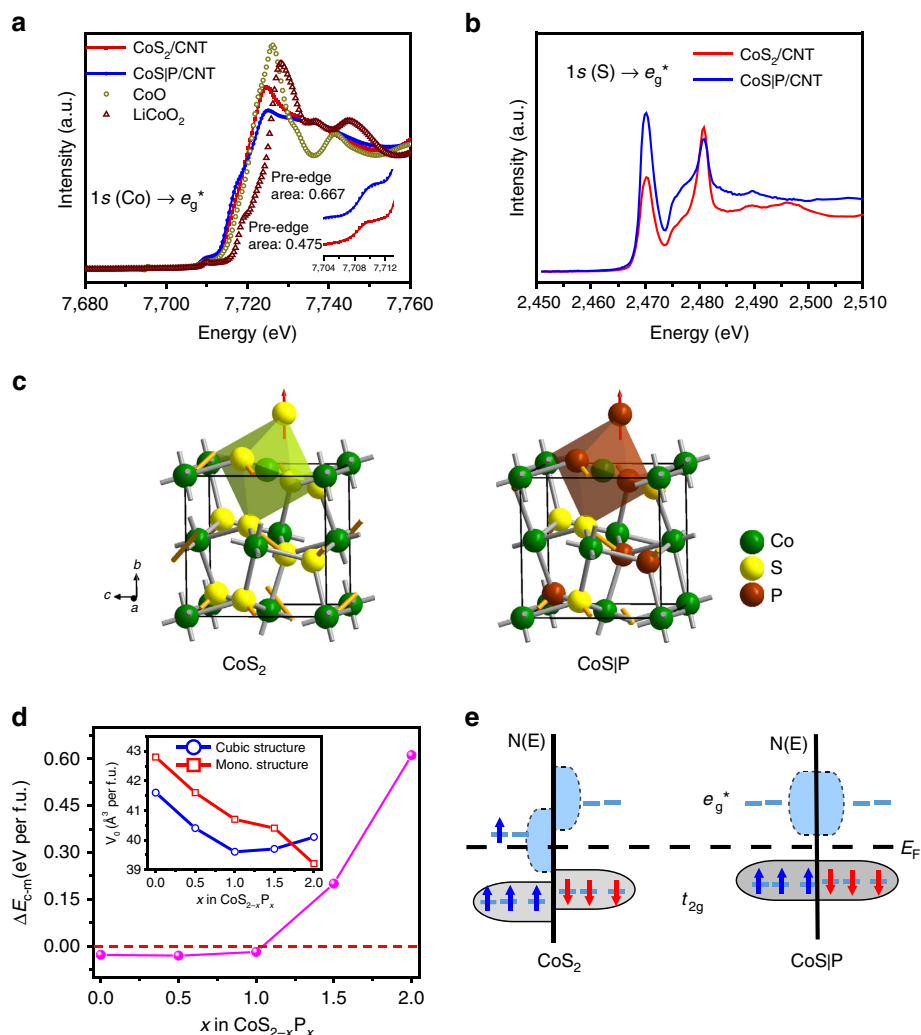 a
CoS2/CNT
CoS|P/CNT
CoO
LiCoO2
1s (Co) → eg*
Pre-edge
area: 0.667
Pre-edge
area: 0.475
7,704 7,708 7,712
Intensity (a.u.)
7,680 7,700 7,720 7,740 7,760
Energy (eV)
b
1s (S) → eg*
CoS2/CNT
CoS|P/CNT
Intensity (a.u.)
2,450 2,460 2,470 2,480 2,490 2,500 2,510
Energy (eV)
c
b
c
a
CoS2
CoS|P
Co
S
P
d
0.60
0.45
0.30
0.15
0.00
ΔEc-m(eV per f.u.)
43
42
41
40
39
V0 (Å3 per f.u.)
Cubic structure
Mono. structure
0.0 0.5 1.0 1.5 2.0
x in CoS2–xPx
0.0 0.5 1.0 1.5 2.0
x in CoS2–xPx
e
N(E)
N(E)
eg*
EF
t2g
CoS2
CoS|P